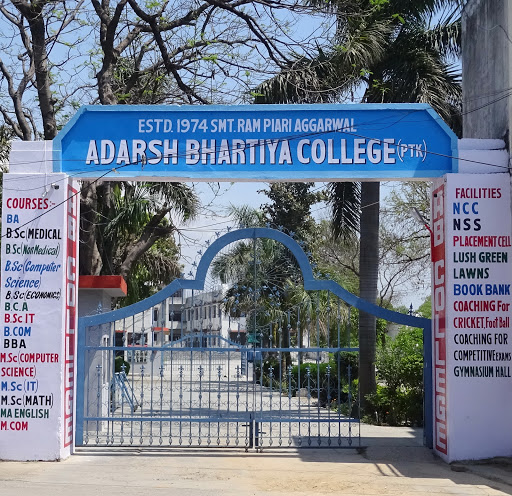 ESTD. 1974 SMT. RAM PIARI AGGARWAL
ADARSH BHARTIYA COLLEGE (PTK)
COURSES:-
BA
B.Sc(MEDICAL
B.Sc(Non Medical)
B.Sc(Computer
Science)
B.Sc(ECONOMICS)
B.C.A
B.Sc IT
B.COM
BBA
M.Sc(COMPUTER
SCIENCE)
M.Sc(IT)
M.Sc(MATH)
MA ENGLISH
M.COM
FACILITIES
NCC
NSS
PLACEMENT CELL
LUSH GREEN
LAWNS
BOOK BANK
COACHING FOR
CRICKET, Foot Ball
COACHING FOR
COMPETITIVE EXAMS
GYMNASIUM HALL